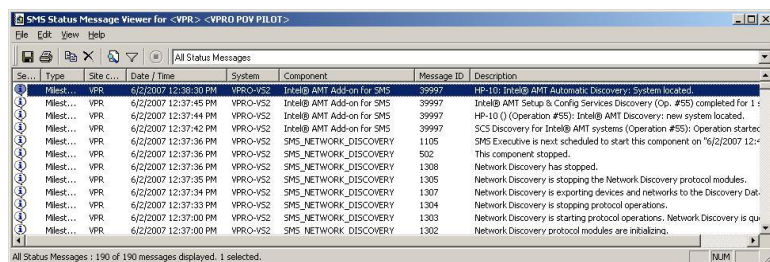 SMS Status Message Viewer for <VPR> <VPRO POV PILOT>
File Edit View Help
All Status Messages
Se... Type Site c... Date / Time System Component Message ID Description
Milest... VPR 6/2/2007 12:38:30 PM VPRO-VS2 Intel® AMT Add-on for SMS 39997 HP-10: Intel® AMT Automatic Discovery: System located.
Milest... VPR 6/2/2007 12:37:45 PM VPRO-VS2 Intel® AMT Add-on for SMS 39997 Intel® AMT Setup & Config Services Discovery (Op. #55) completed for 1 s
Milest... VPR 6/2/2007 12:37:44 PM VPRO-VS2 Intel® AMT Add-on for SMS 39997 HP-10 () (Operation #55): Intel® AMT Discovery: new system located.
Milest... VPR 6/2/2007 12:37:42 PM VPRO-VS2 Intel® AMT Add-on for SMS 39997 SCS Discovery for Intel® AMT systems (Operation #55): Operation started
Milest... VPR 6/2/2007 12:37:36 PM VPRO-VS2 SMS_NETWORK_DISCOVERY 1105 SMS Executive is next scheduled to start this component on "6/2/2007 12:4
Milest... VPR 6/2/2007 12:37:36 PM VPRO-VS2 SMS_NETWORK_DISCOVERY 502 This component stopped.
Milest... VPR 6/2/2007 12:37:36 PM VPRO-VS2 SMS_NETWORK_DISCOVERY 1308 Network Discovery has stopped.
Milest... VPR 6/2/2007 12:37:35 PM VPRO-VS2 SMS_NETWORK_DISCOVERY 1305 Network Discovery is stopping the Network Discovery protocol modules.
Milest... VPR 6/2/2007 12:37:34 PM VPRO-VS2 SMS_NETWORK_DISCOVERY 1307 Network Discovery is exporting devices and networks to the Discovery Data
Milest... VPR 6/2/2007 12:37:33 PM VPRO-VS2 SMS_NETWORK_DISCOVERY 1304 Network Discovery is stopping protocol operations.
Milest... VPR 6/2/2007 12:37:00 PM VPRO-VS2 SMS_NETWORK_DISCOVERY 1303 Network Discovery is starting protocol operations. Network Discovery is qu
Milest... VPR 6/2/2007 12:37:00 PM VPRO-VS2 SMS_NETWORK_DISCOVERY 1302 Network Discovery protocol modules are initializing.
All Status Messages : 190 of 190 messages displayed. 1 selected. NUM